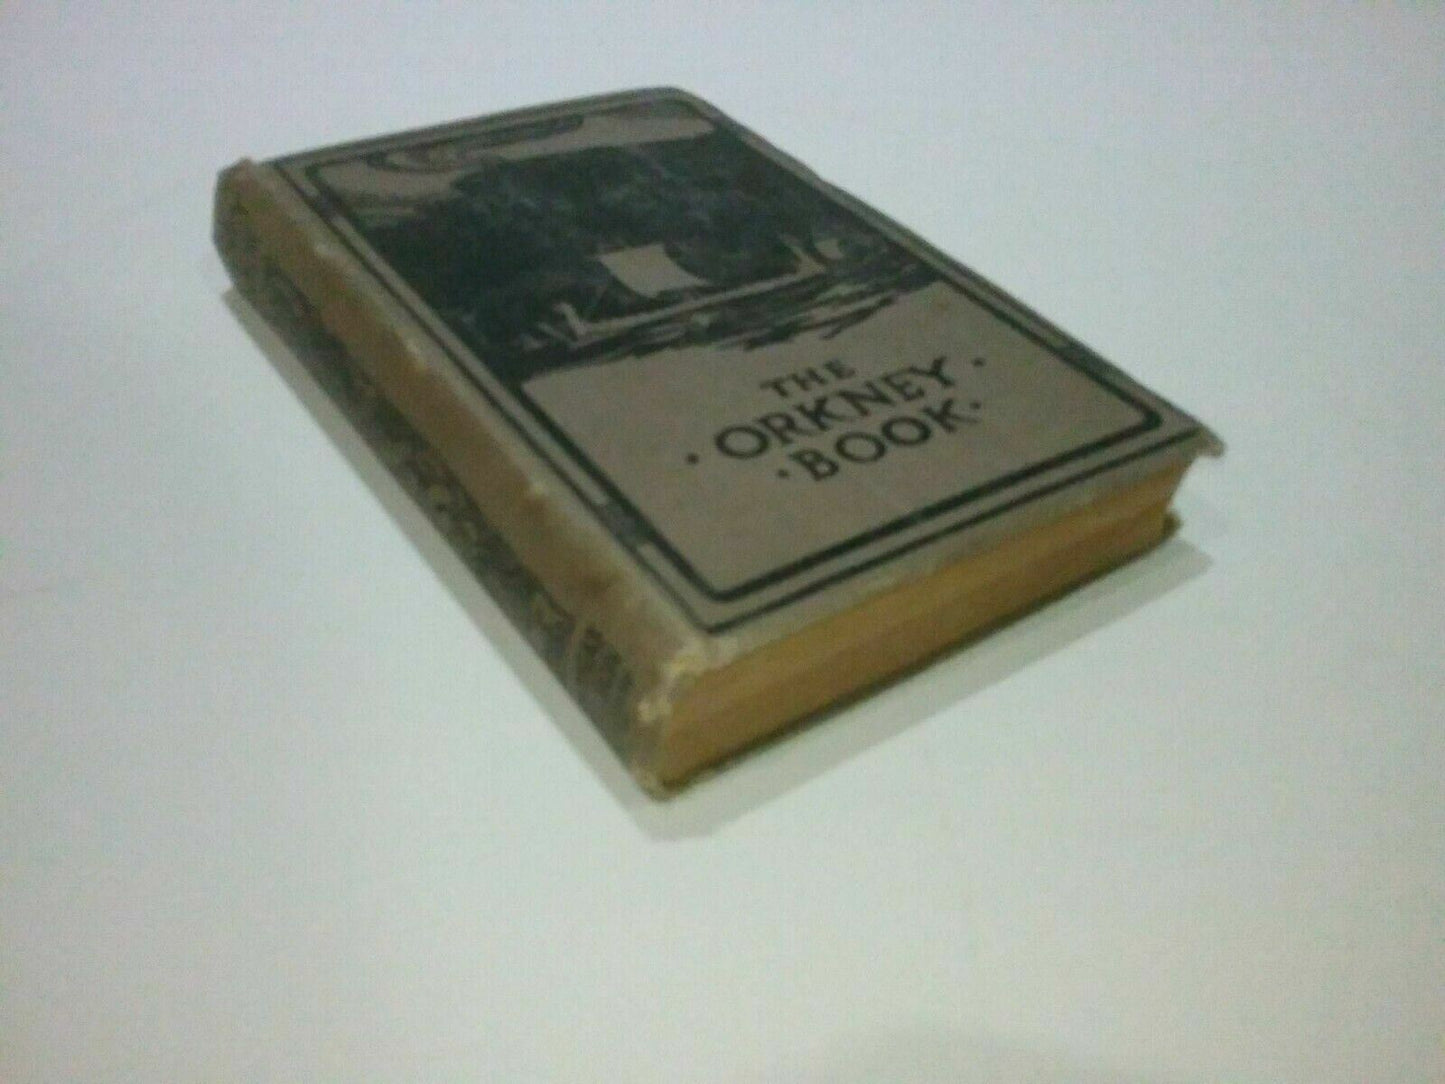 THE
· ORKNEY ·
· BOOK ·